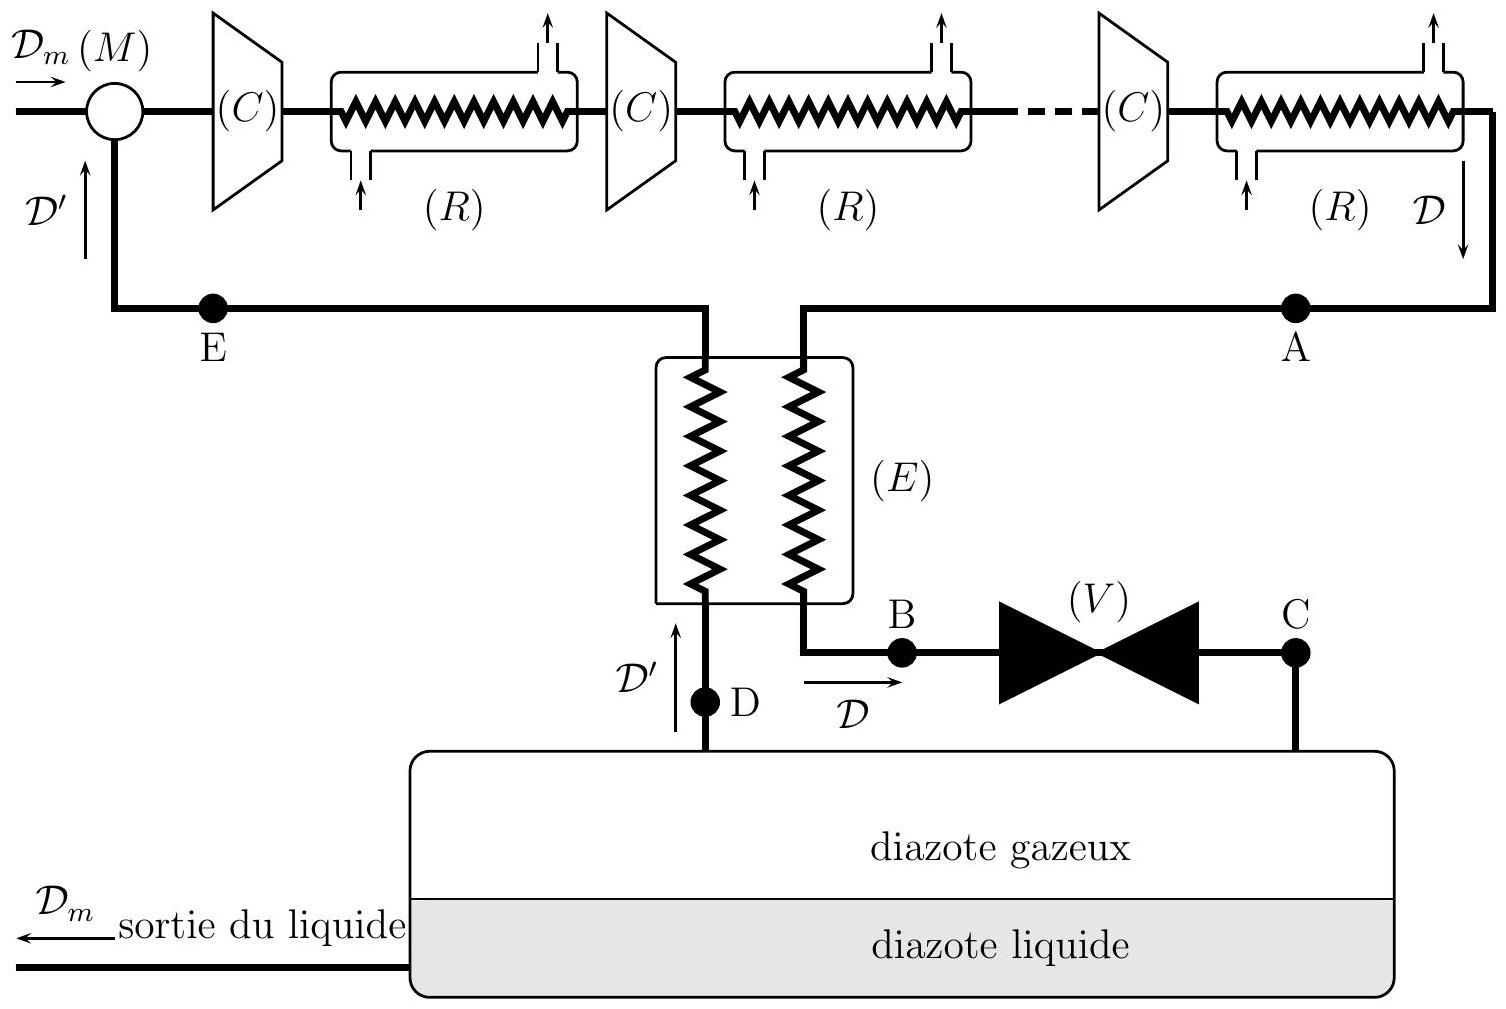 𝒟m (M)
(C)
(C)
(C)
(R)
(R)
(R)
𝒟′
𝒟
E
A
(E)
(V)
B
C
𝒟′
D
𝒟
diazote gazeux
𝒟m
sortie du liquide
diazote liquide